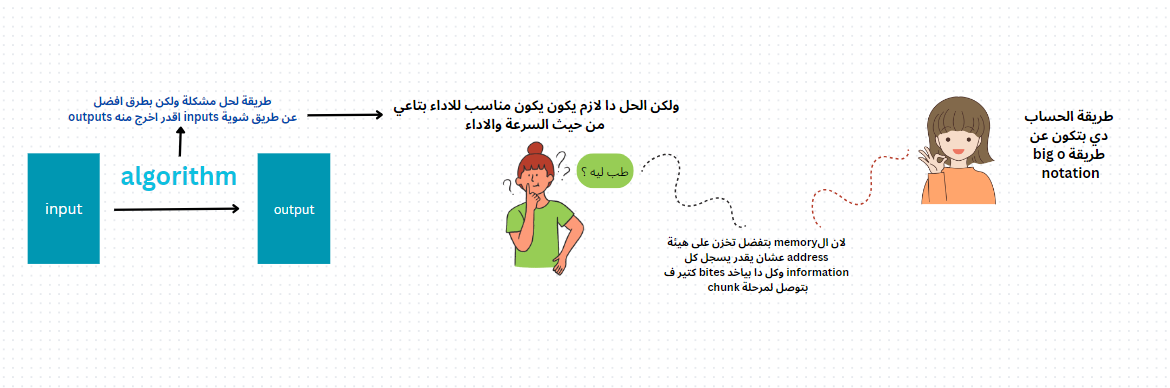 طريقة لحل مشكلة ولكن بطرق افضل
عن طريق شوية inputs اقدر اخرج منه outputs
algorithm
input
output
ولكن الحل دا لازم يكون يكون مناسب للاداء بتاعي
من حيث السرعة والاداء
طب ليه ؟
لان الmemory بتفضل تخزن على هيئة
address عشان يقدر يسجل كل
information وكل دا بياخد bites كتير ف
بتوصل لمرحلة chunk
طريقة الحساب
دي بتكون عن
طريقة big o
notation